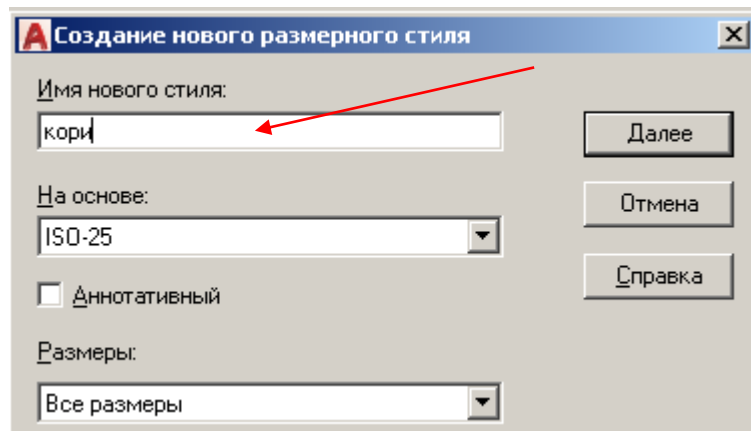 Создание нового размерного стиля
Имя нового стиля:
кори
Далее
На основе:
Отмена
ISO-25
Справка
Аннотативный
Размеры:
Все размеры